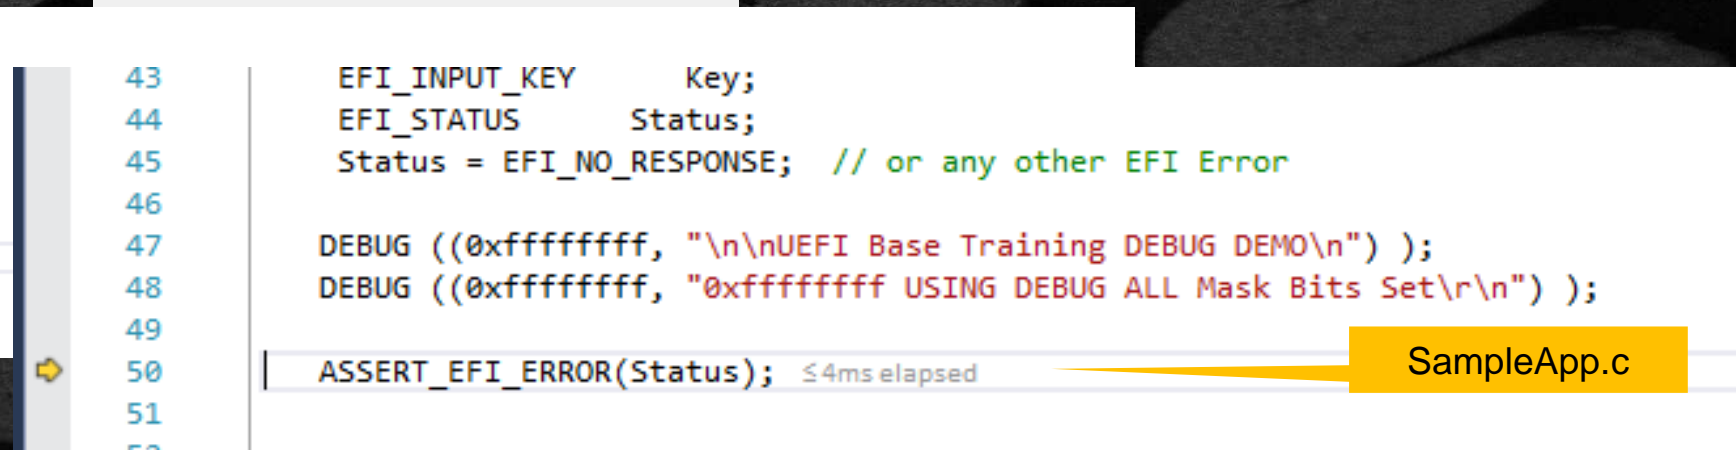 43 EFI_INPUT_KEY Key;
44 EFI_STATUS Status;
45 Status = EFI_NO_RESPONSE; // or any other EFI Error
46
47 DEBUG ((0xffffffff, "\n\nUEFI Base Training DEBUG DEMO\n") );
48 DEBUG ((0xffffffff, "0xffffffff USING DEBUG ALL Mask Bits Set\r\n") );
49
50 ASSERT_EFI_ERROR(Status); ≤4ms elapsed
SampleApp.c
51